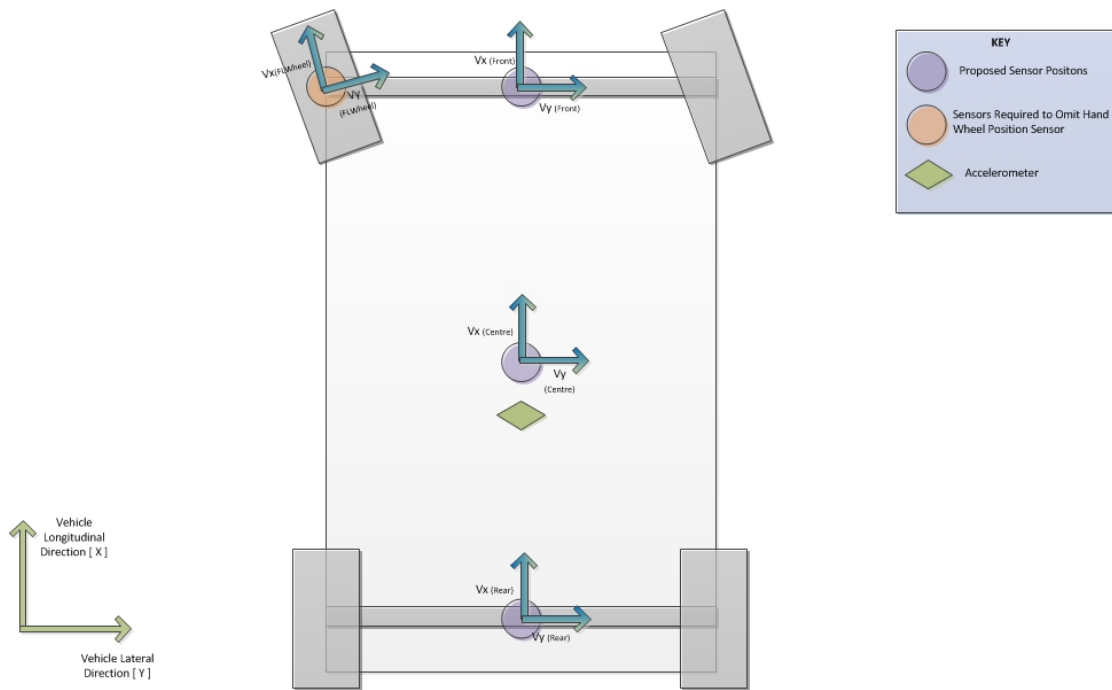 Vx (FLWheel)
Vy
(FLWheel)
Vx (Front)
Vy (Front)
KEY
Proposed Sensor Positons
Sensors Required to Omit Hand
Wheel Position Sensor
Accelerometer
Vx (Centre)
Vy
(Centre)
Vehicle
Longitudinal
Direction [ X ]
Vx (Rear)
Vy (Rear)
Vehicle Lateral
Direction [ Y ]